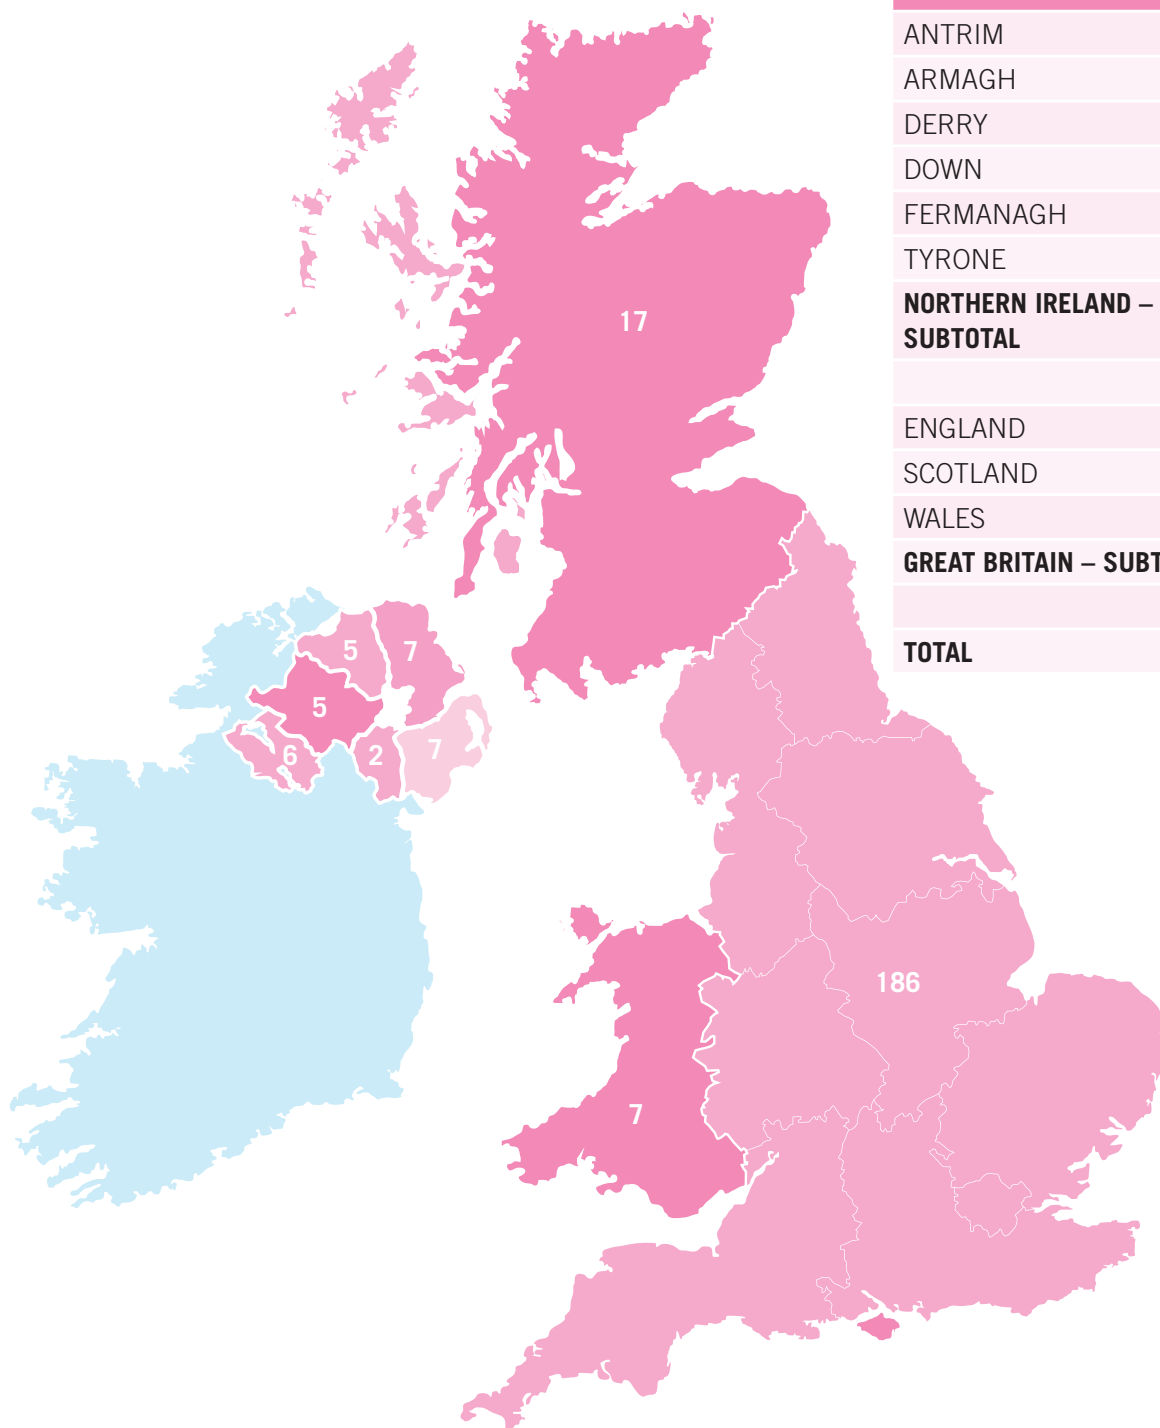 ANTRIM
ARMAGH
DERRY
DOWN
FERMANAGH
TYRONE
NORTHERN IRELAND –
SUBTOTAL
ENGLAND
SCOTLAND
WALES
GREAT BRITAIN – SUBT
TOTAL
17
5
7
5
6
2
7
186
7